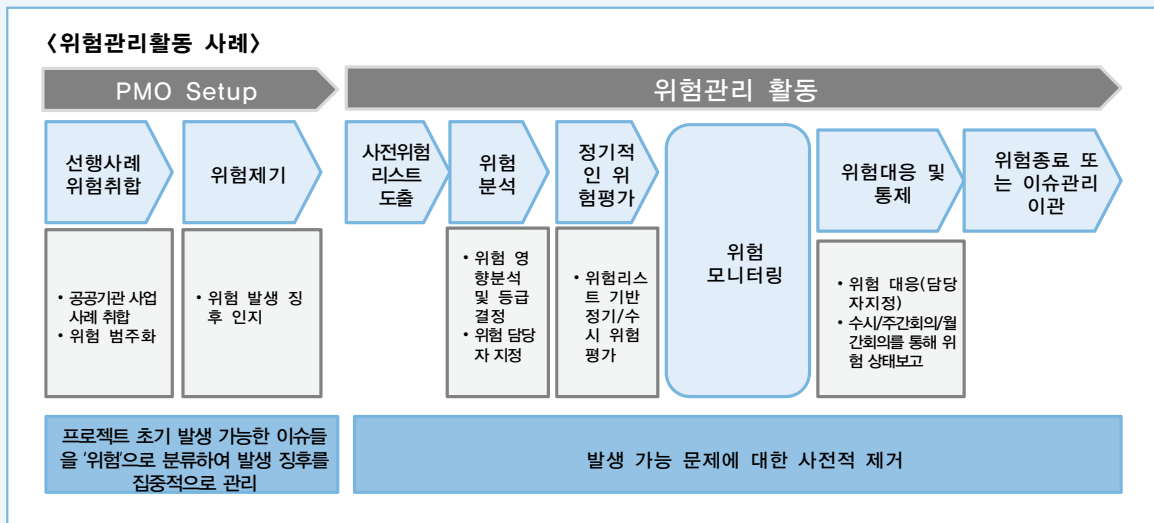 <위험관리활동 사례>
PMO Setup
위험관리 활동
선행사례
위험취합
위험제기
사전위험
리스트
도출
위험
분석
정기적
인 위
험평가
위험
모니터링
위험대응 및
통제
위험종료 또
는 이슈관리
이관
• 공공기관 사업
사례 취합
• 위험 범주화
• 위험 발생 징
후 인지
• 위험 영
향분석
및 등급
결정
• 위험 담당
자 지정
• 위험리스
트 기반
정기/수
시 위험
평가
• 위험 대응(담당
자지정)
• 수시/주간회의/월
간회의를 통해 위
험 상태보고
프로젝트 초기 발생 가능한 이슈들
을 '위험'으로 분류하여 발생 징후를
집중적으로 관리
발생 가능 문제에 대한 사전적 제거